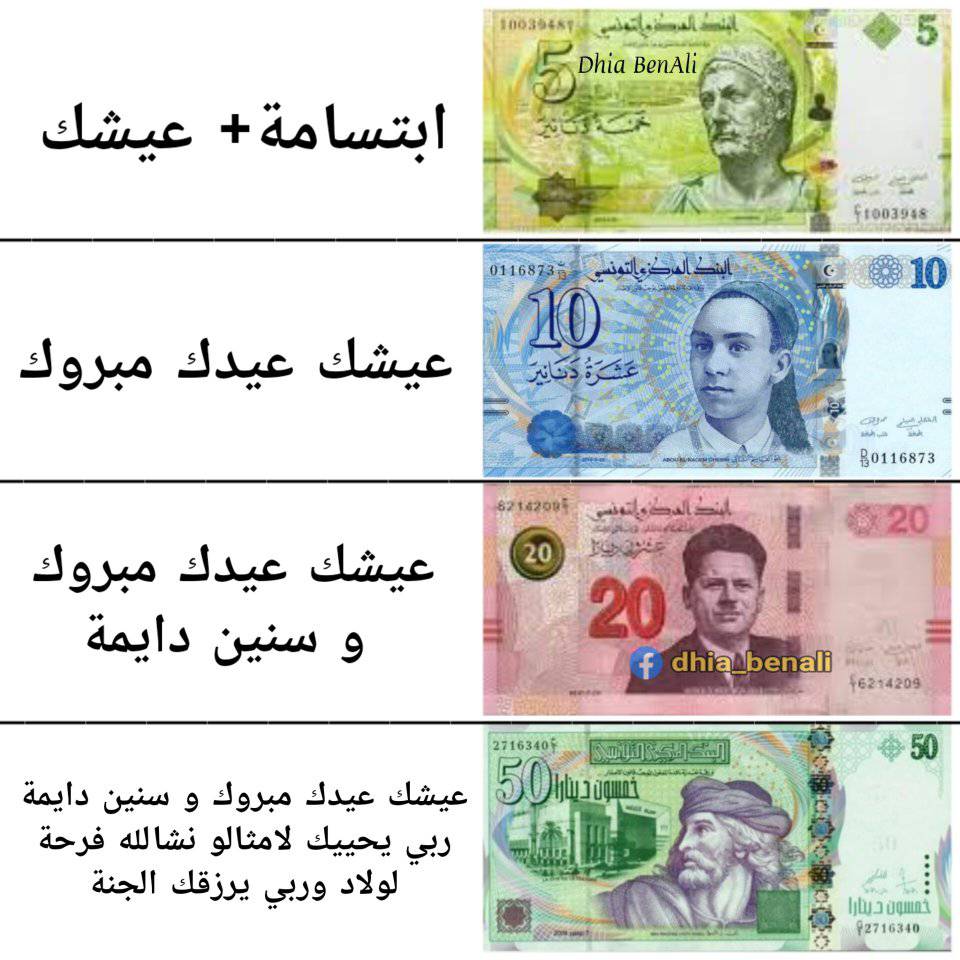 ابتسامة+ عيشك
1003948
البنك المركزي التونسي
5
5
Dhia BenAli
خمسة دنانير
1003948
عيشك عيدك مبروك
0116873
البنك المركزي التونسي
10
10
عشرة دنانير
ABOU EL KACEM CHEBBI
D/13 0116873
عيشك عيدك مبروك
و سنين دايمة
6214209
البنك المركزي التونسي
20
عشرون دينارا
20
20
dhia_benali
6214209
عيشك عيدك مبروك و سنين دايمة
ربي يحييك لامثالو نشالله فرحة
لولاد وربي يرزقك الجنة
2716340
البنك المركزي التونسي
50
50
خمسون دينارا
خمسون دينارا
2716340